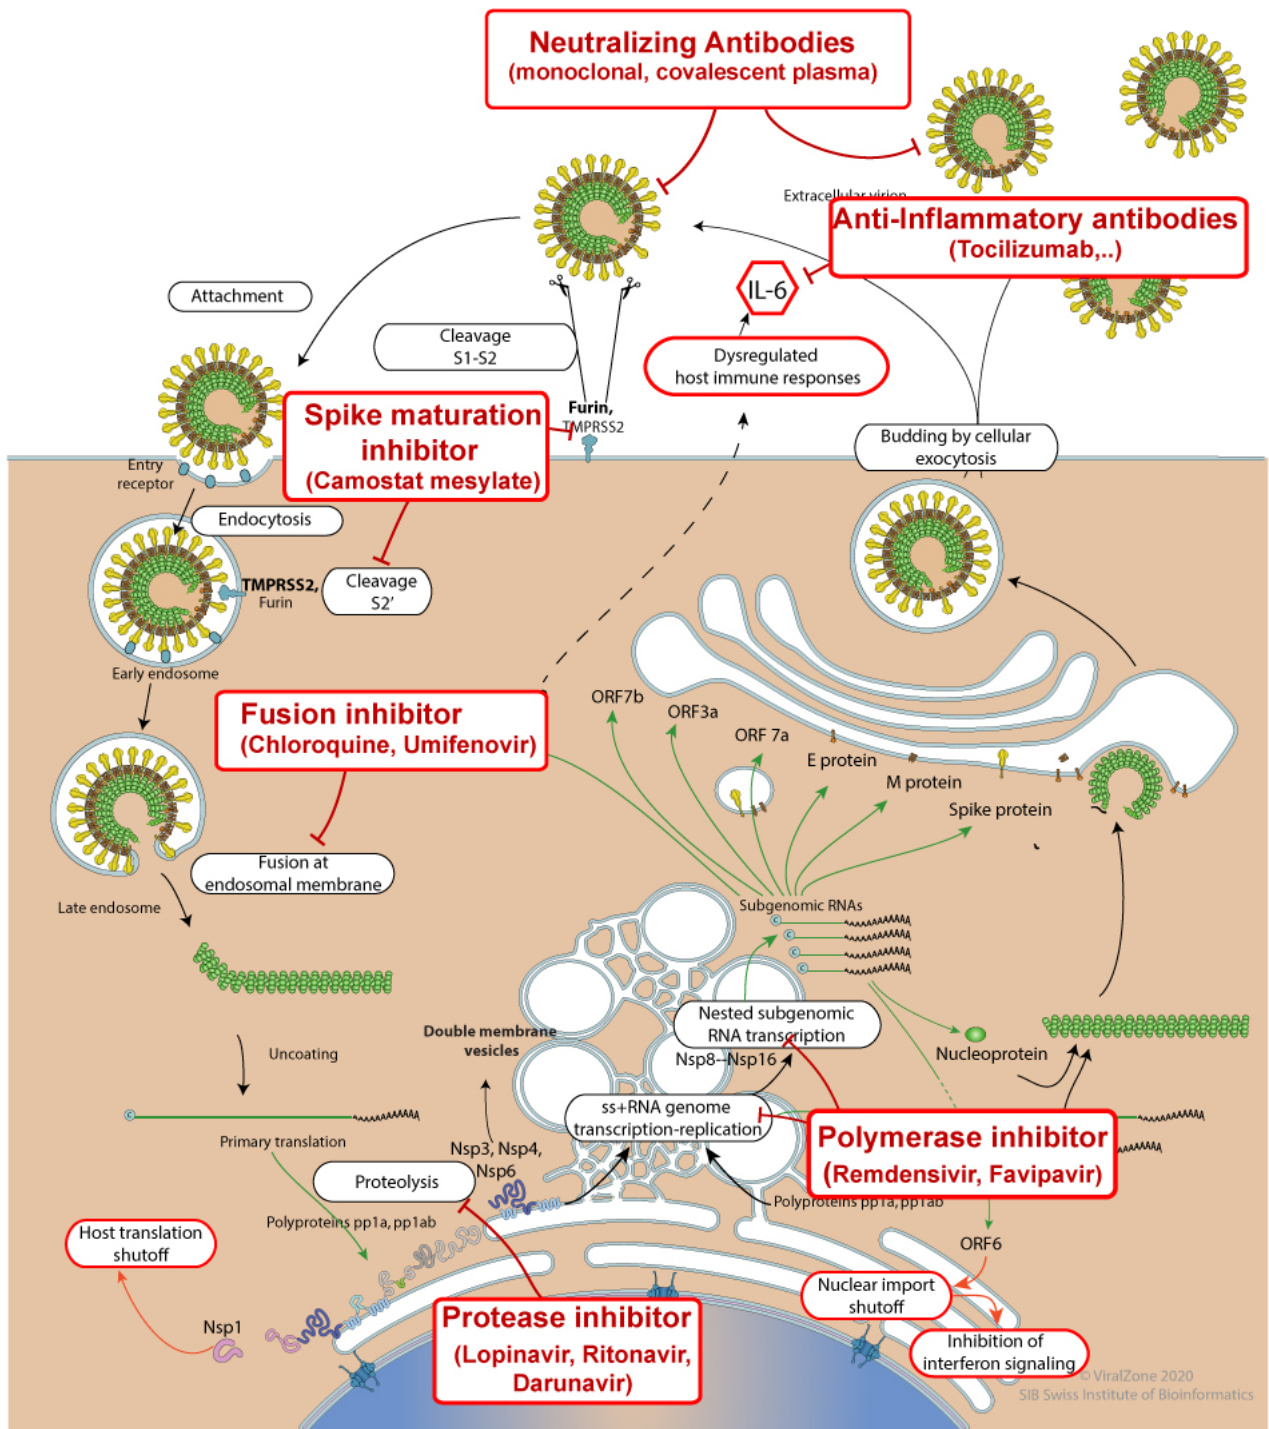 Neutralizing Antibodies
(monoclonal, covalescent plasma)
Extracellular virion
Anti-Inflammatory antibodies
(Tocilizumab,..)
IL-6
Attachment
Cleavage
S1-S2
Dysregulated
host immune responses
Furin,
TMPRSS2
Spike maturation
inhibitor
(Camostat mesylate)
Budding by cellular
exocytosis
Entry
receptor
Endocytosis
TMPRSS2,
Furin
Cleavage
S2'
Early endosome
Fusion inhibitor
(Chloroquine, Umifenovir)
ORF7b
ORF3a
ORF 7a
E protein
M protein
Spike protein
Fusion at
endosomal membrane
Late endosome
Subgenomic RNAs
C
C
C
C
Nested subgenomic
RNA transcription
Nsp8--Nsp16
Double membrane
vesicles
Nucleoprotein
Uncoating
C
ss+RNA genome
transcription-replication
Primary translation
Nsp3, Nsp4,
Nsp6
Polymerase inhibitor
(Remdensivir, Favipavir)
Proteolysis
Polyproteins pp1a, pp1ab
Polyproteins pp1a, pp1ab
Host translation
shutoff
ORF6
Nuclear import
shutoff
Nsp1
Protease inhibitor
(Lopinavir, Ritonavir,
Darunavir)
Inhibition of
interferon signaling
© ViralZone 2020
SIB Swiss Institute of Bioinformatics